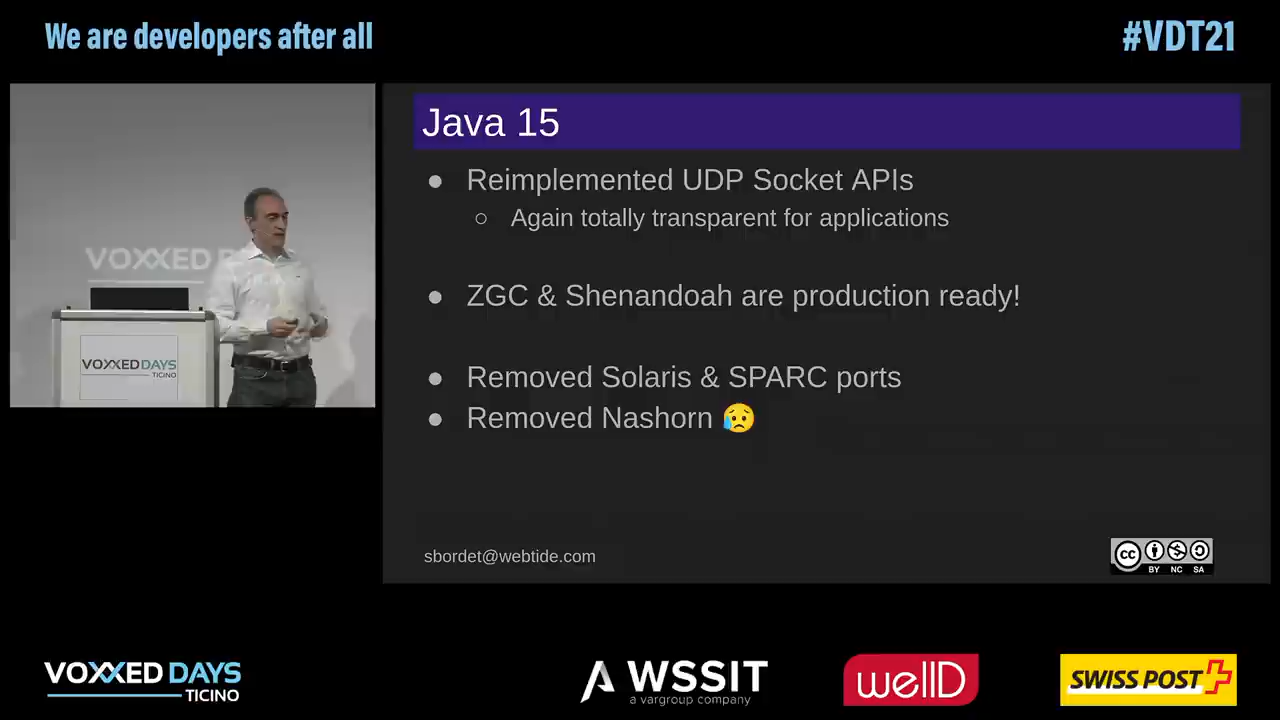 We are developers after all
#VDT21
VOXXED D
VOXXED DAYS
TICINO
Java 15
● Reimplemented UDP Socket APIs
○ Again totally transparent for applications
● ZGC & Shenandoah are production ready!
● Removed Solaris & SPARC ports
● Removed Nashorn 😥
sbordet@webtide.com
cc
BY NC SA
VOXXED DAYS
TICINO
WSSIT
a vargroup company
wellD
SWISS POST